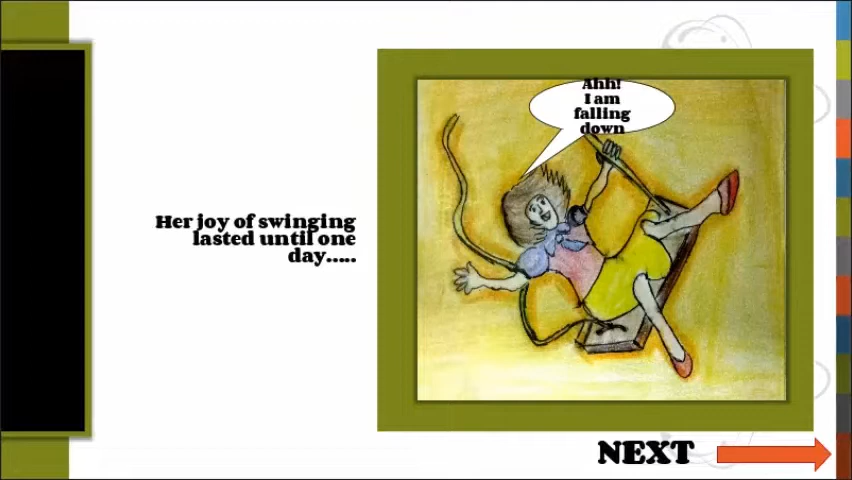 Her joy of swinging
lasted until one
day.....
Ahh!
I am
falling
down
NEXT